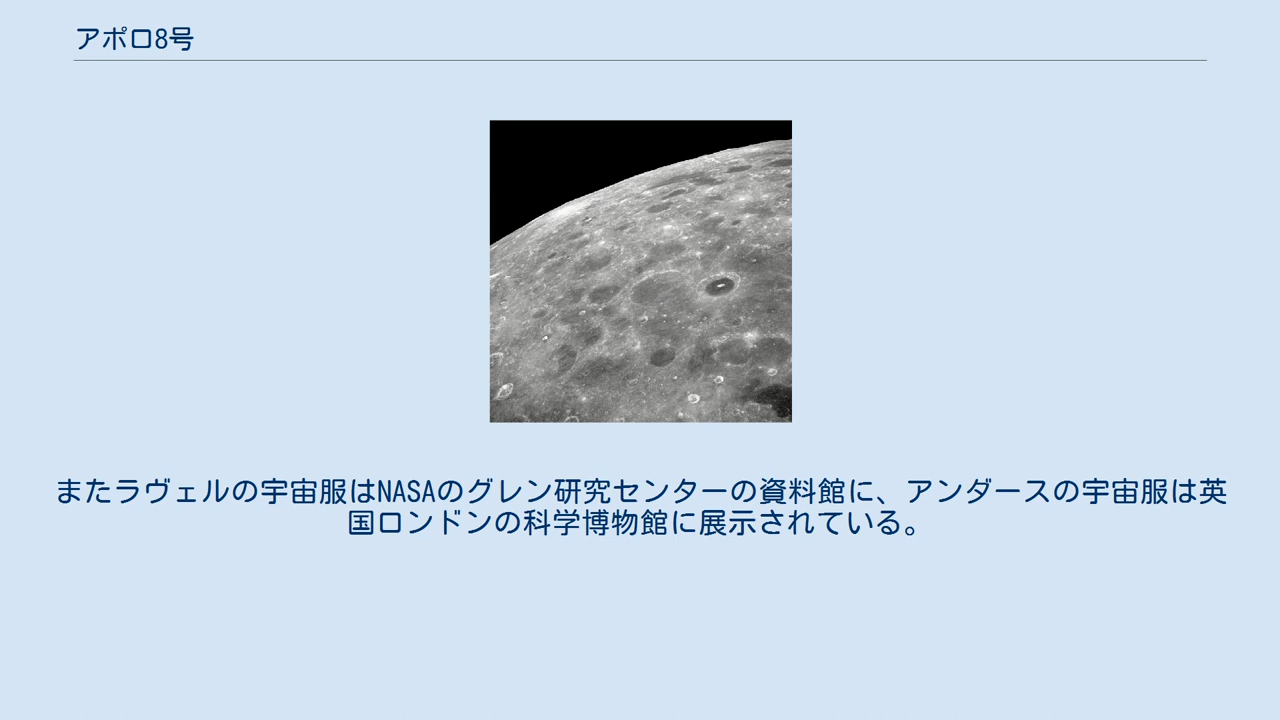 アポロ8号
またラヴェルの宇宙服はNASAのグレン研究センターの資料館に、アンダースの宇宙服は英
国ロンドンの科学博物館に展示されている。